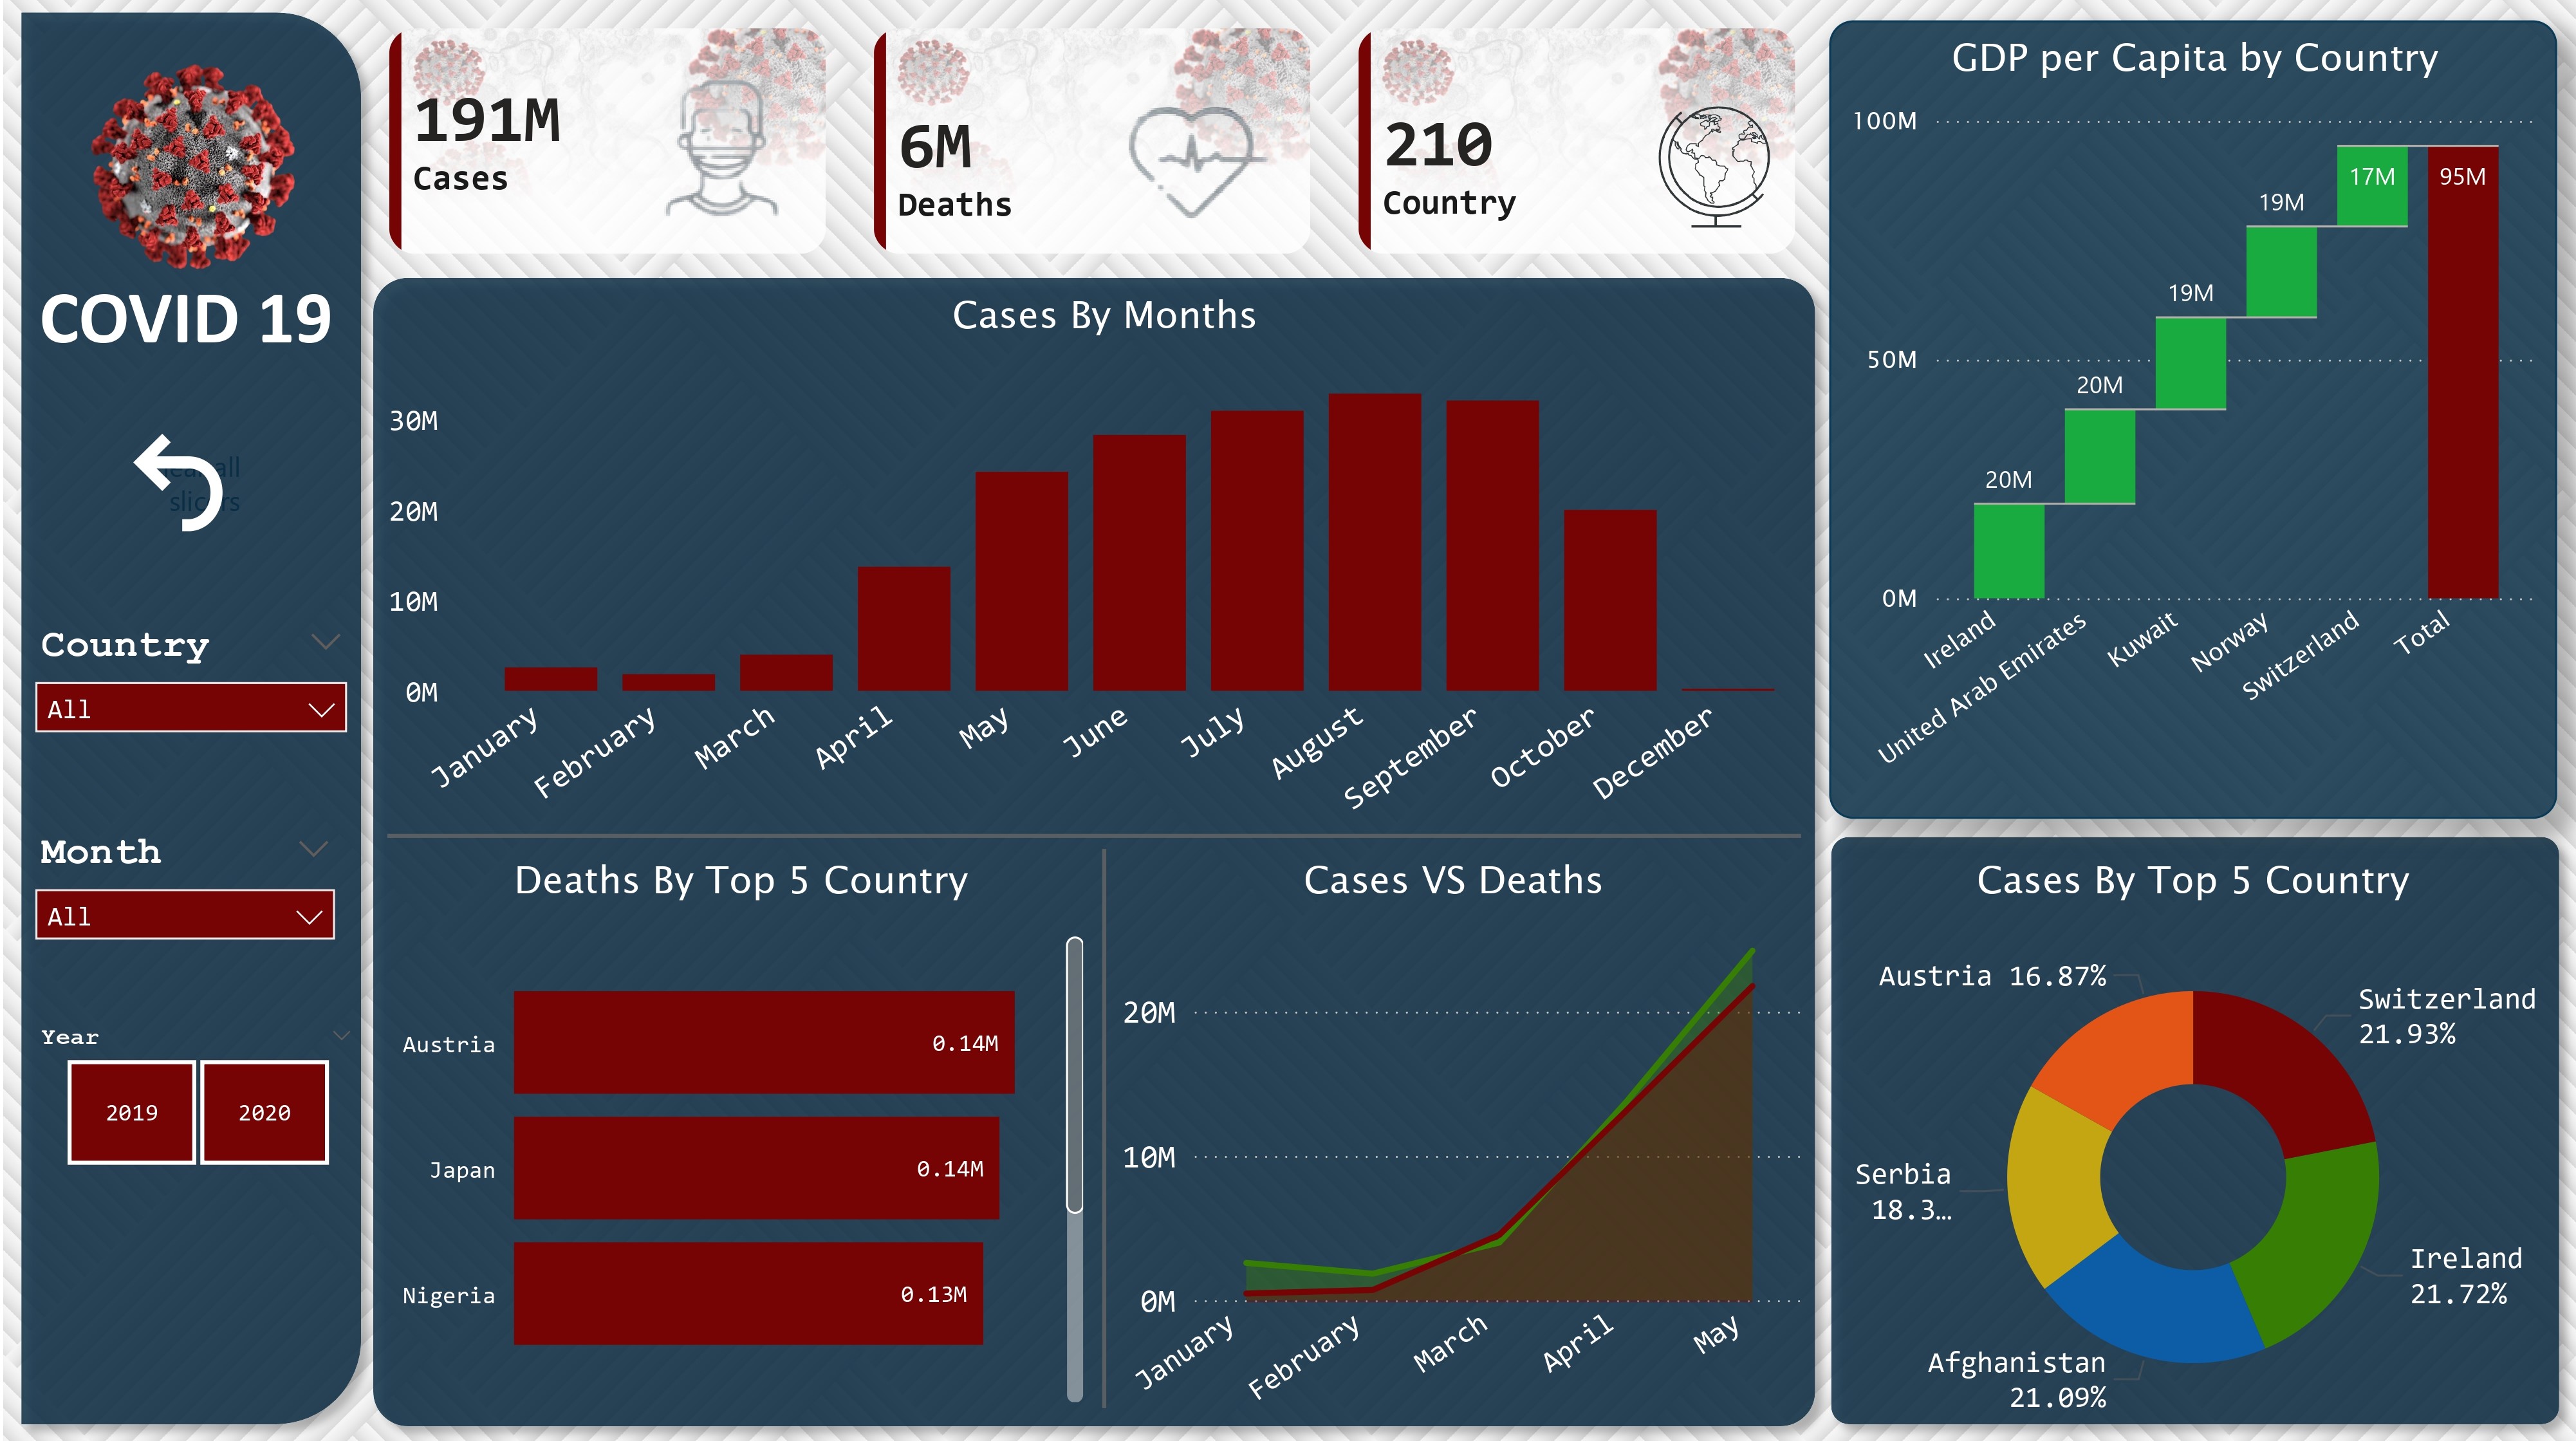 COVID 19
Country
All
Month
All
Year
2019
2020
191M
Cases
6M
Deaths
210
Country
Cases By Months
30M
20M
10M
0M
January
February
March
April
May
June
July
August
September
October
December
Deaths By Top 5 Country
Austria
0.14M
Japan
0.14M
Nigeria
0.13M
Cases VS Deaths
20M
10M
0M
January
February
March
April
May
GDP per Capita by Country
100M
50M
0M
20M
20M
19M
19M
17M
95M
Ireland
United Arab Emirates
Kuwait
Norway
Switzerland
Total
Cases By Top 5 Country
Austria 16.87%
Switzerland
21.93%
Serbia
18.3...
Ireland
21.72%
Afghanistan
21.09%